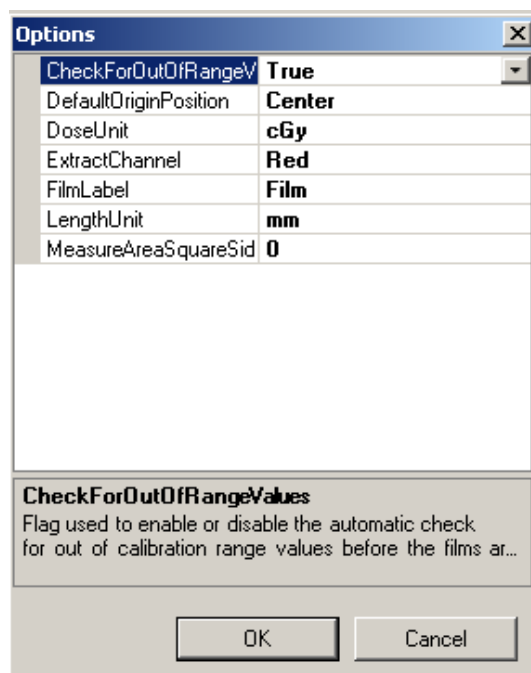 Options
CheckForOutOfRangeV True
DefaultOriginPosition Center
DoseUnit cGy
ExtractChannel Red
FilmLabel Film
LengthUnit mm
MeasureAreaSquareSid 0
CheckForOutOfRangeValues
Flag used to enable or disable the automatic check
for out of calibration range values before the films ar...
OK Cancel